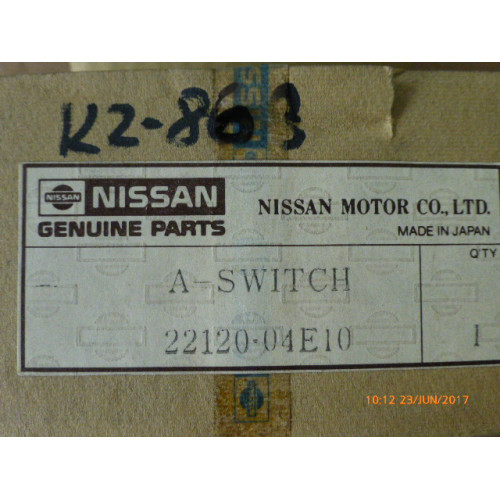 K2-863
NISSAN NISSAN
GENUINE PARTS
NISSAN MOTOR CO., LTD.
MADE IN JAPAN
Q'TY
A-SWITCH
22120-04E10
1
10:12 23/JUN/2017